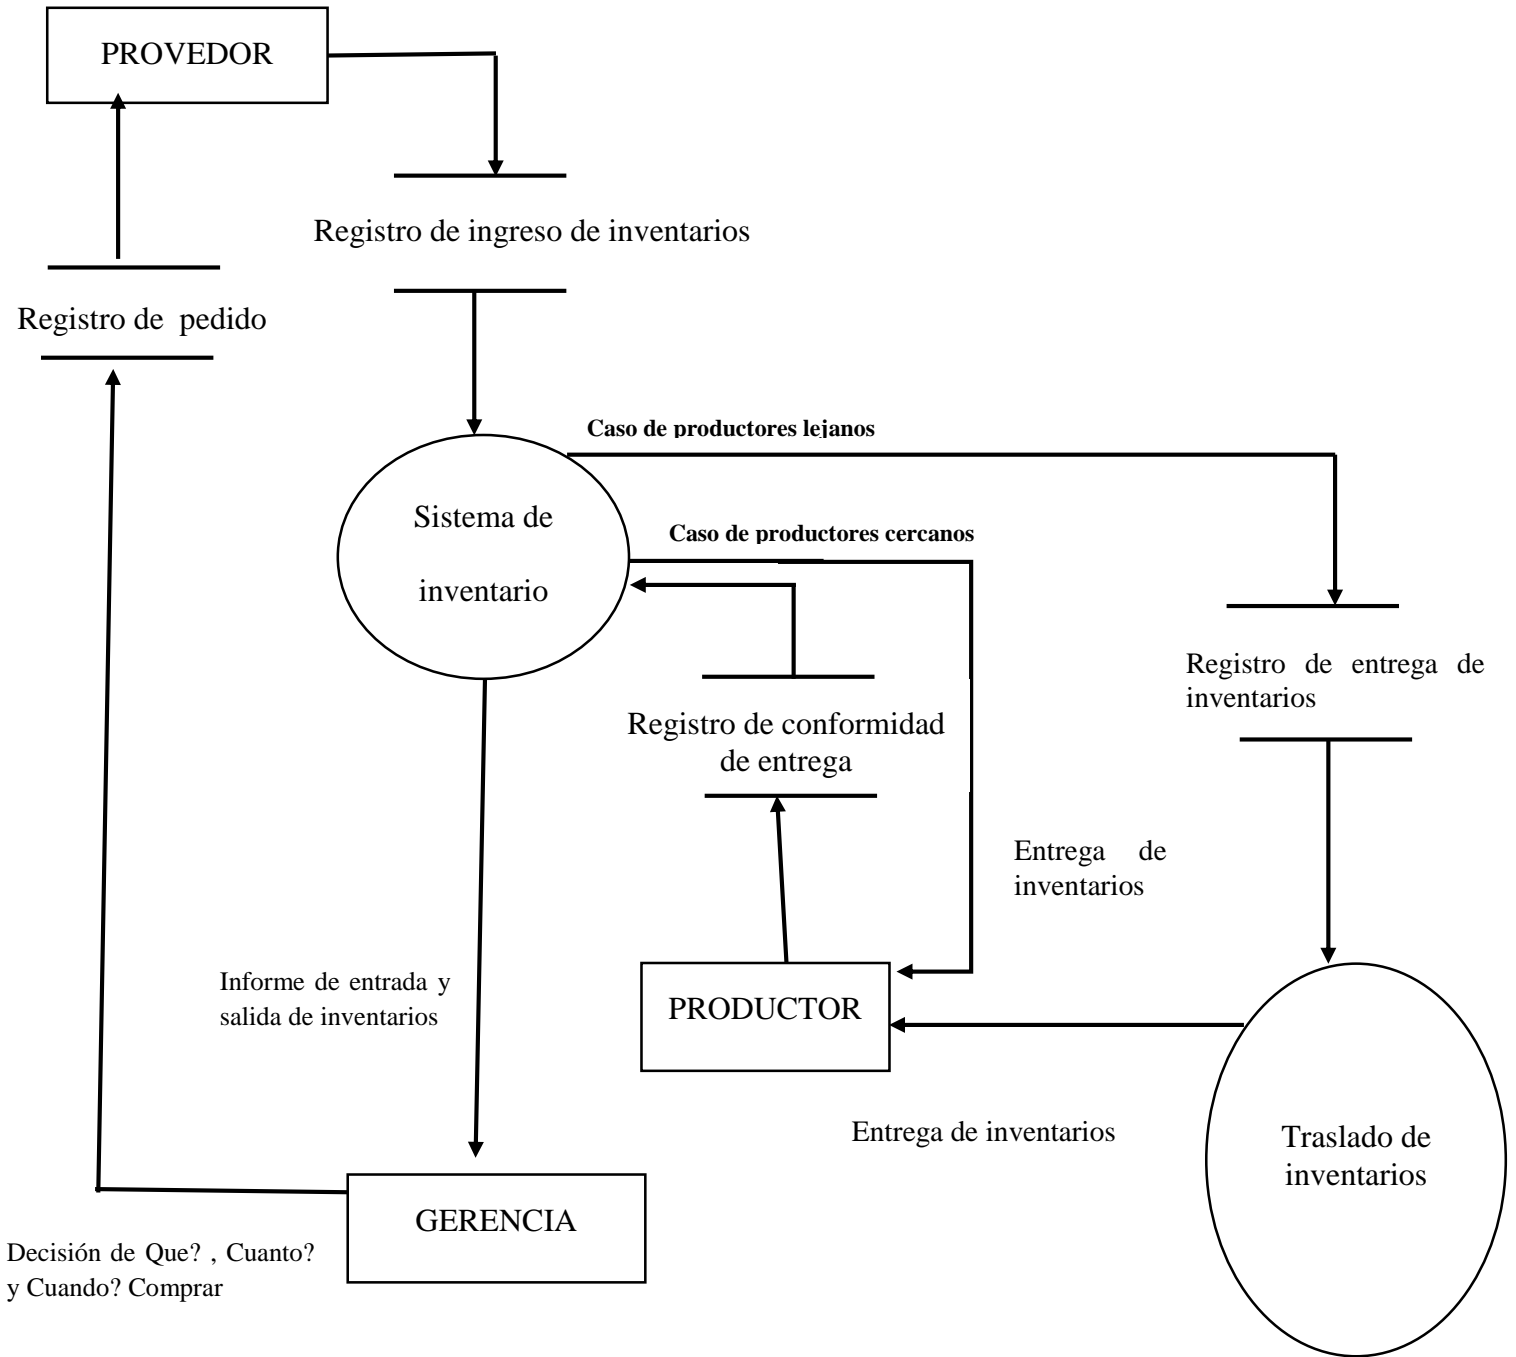 PROVEDOR
Registro de ingreso de inventarios
Registro de  pedido
Caso de productores lejanos
Sistema de
inventario
Caso de productores cercanos
Registro de entrega de
inventarios
Registro de conformidad
de entrega
Entrega de
inventarios
Informe de entrada y
salida de inventarios
PRODUCTOR
Entrega de inventarios
Traslado de
inventarios
GERENCIA
Decisión de Que? , Cuanto?
y Cuando? Comprar